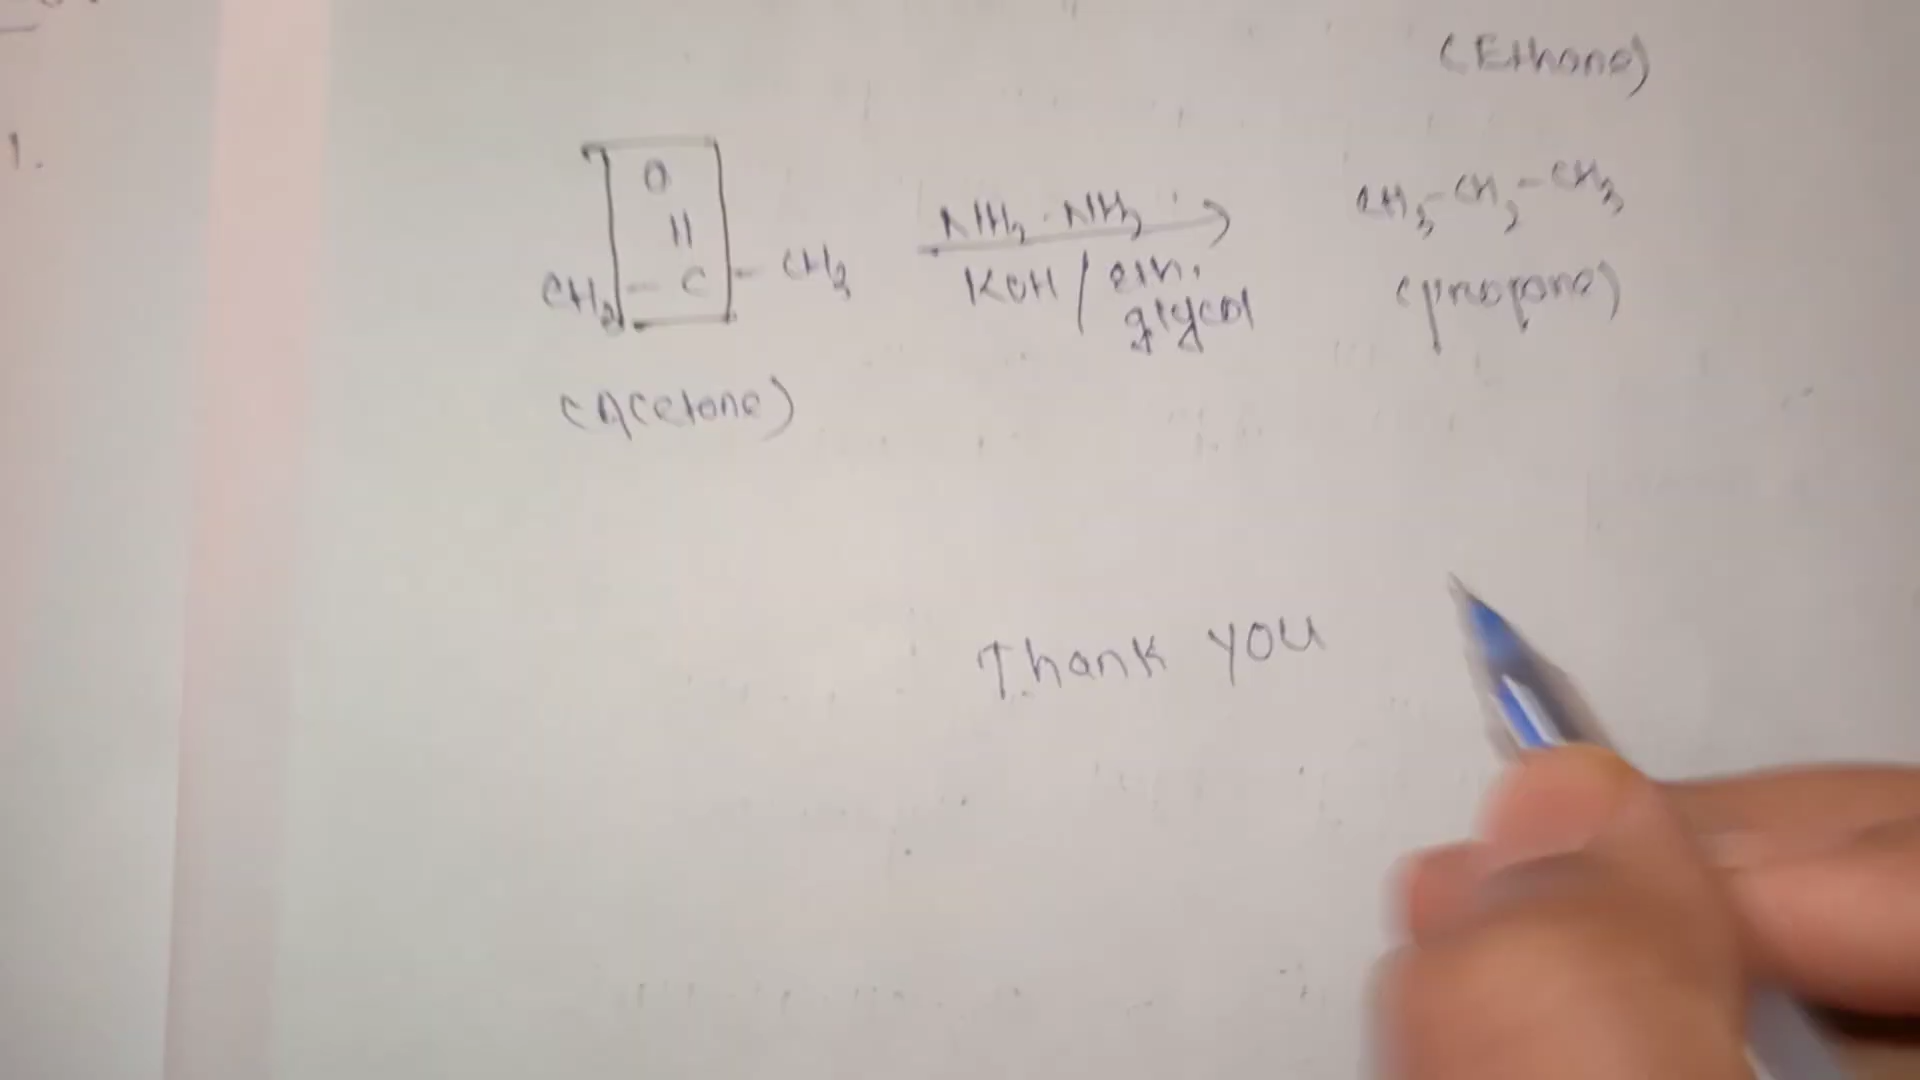 (Ethane)
1.
O
||
CH3 - C - CH3
NH2.NH2
KOH / eth. glycol
CH3-CH2-CH3
(propane)
(Acetone)
Thank you